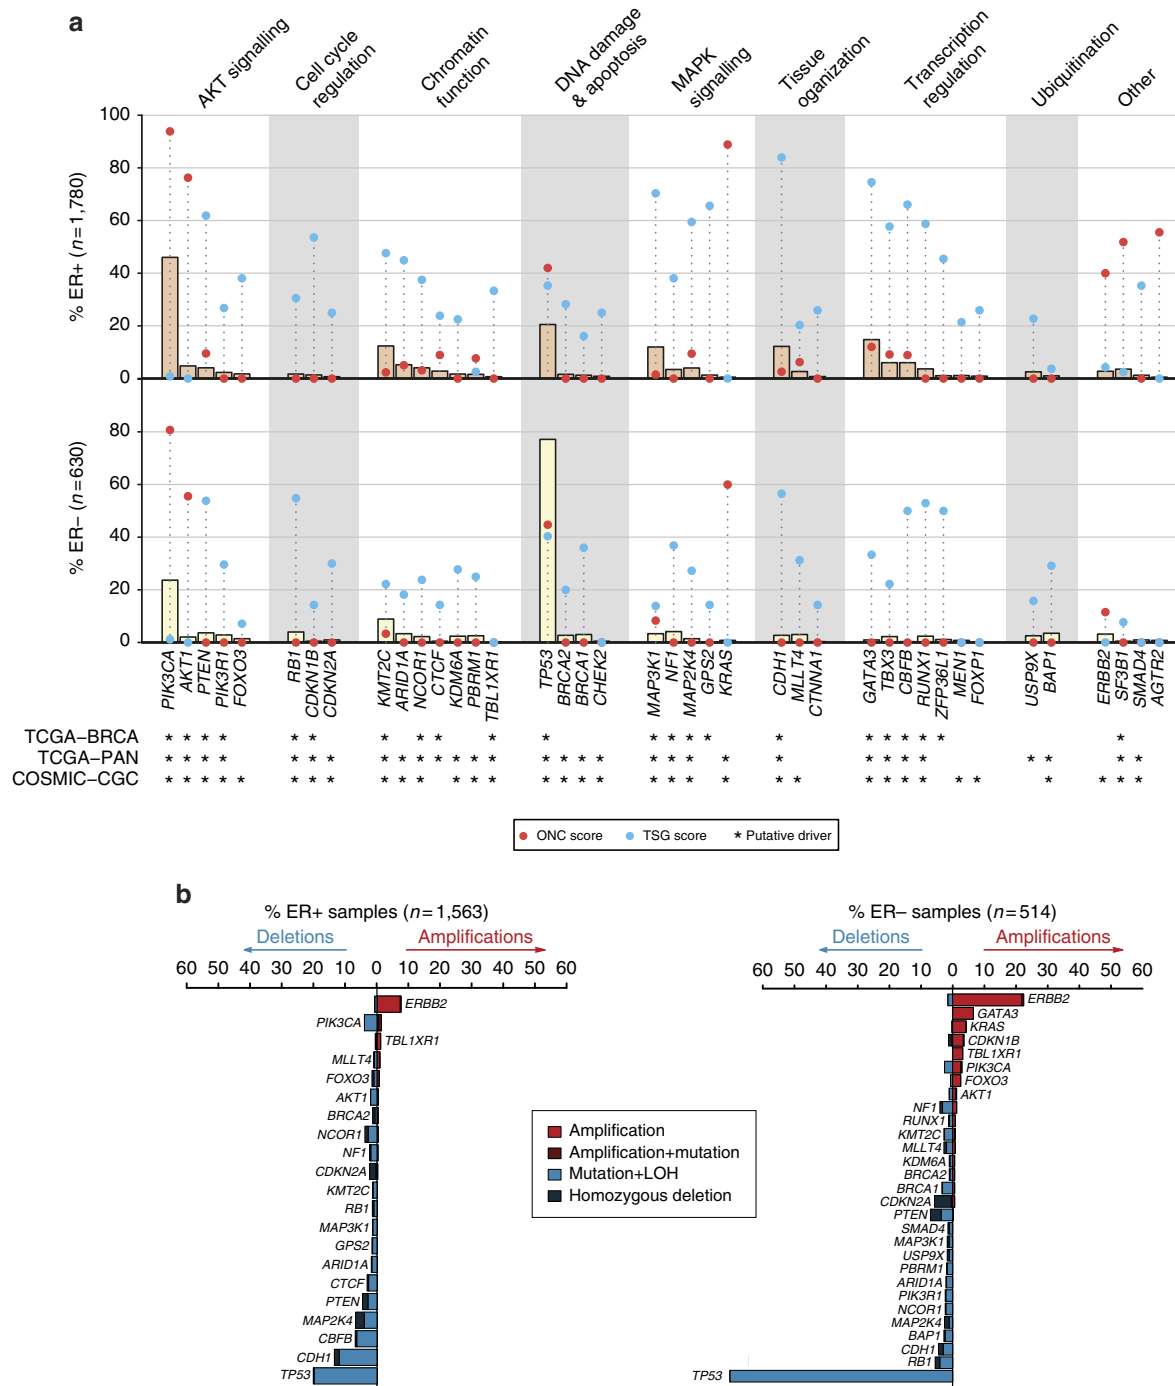 a
AKT signalling
Cell cycle
regulation
Chromatin
function
DNA damage
& apoptosis
MAPK
signalling
Tissue
oganization
Transcription
regulation
Ubiquitination
Other
% ER+ (n=1,780)
100
80
60
40
20
0
% ER− (n=630)
80
60
40
20
0
PIK3CA
AKT1
PTEN
PIK3R1
FOXO3
RB1
CDKN1B
CDKN2A
KMT2C
ARID1A
NCOR1
CTCF
KDM6A
PBRM1
TBL1XR1
TP53
BRCA2
BRCA1
CHEK2
MAP3K1
NF1
MAP2K4
GPS2
KRAS
CDH1
MLLT4
CTNNA1
GATA3
TBX3
CBFB
RUNX1
ZFP36L1
MEN1
FOXP1
USP9X
BAP1
ERBB2
SF3B1
SMAD4
AGTR2
TCGA−BRCA * * * * * * * * * * * * * * * * * * * * * *
TCGA−PAN * * * * * * * * * * * * * * * * * * * * * * * * * * * * * *
COSMIC−CGC * * * * * * * * * * * * * * * * * * * * * * * * * * * * * * * * *
ONC score TSG score * Putative driver
b
% ER+ samples (n=1,563)
Deletions Amplifications
60 50 40 30 20 10 0 10 20 30 40 50 60
ERBB2
PIK3CA
TBL1XR1
MLLT4
FOXO3
AKT1
BRCA2
NCOR1
NF1
CDKN2A
KMT2C
RB1
MAP3K1
GPS2
ARID1A
CTCF
PTEN
MAP2K4
CBFB
CDH1
TP53
Amplification
Amplification+mutation
Mutation+LOH
Homozygous deletion
% ER− samples (n=514)
Deletions Amplifications
60 50 40 30 20 10 0 10 20 30 40 50 60
ERBB2
GATA3
KRAS
CDKN1B
TBL1XR1
PIK3CA
FOXO3
AKT1
NF1
RUNX1
KMT2C
MLLT4
KDM6A
BRCA2
BRCA1
CDKN2A
PTEN
SMAD4
MAP3K1
USP9X
PBRM1
ARID1A
PIK3R1
NCOR1
MAP2K4
BAP1
CDH1
RB1
TP53